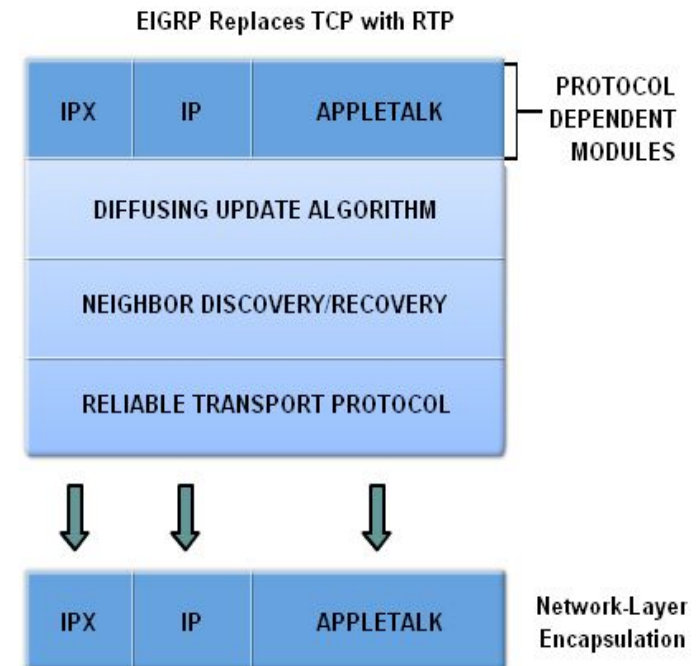 EIGRP Replaces TCP with RTP
IPX
IP
APPLETALK
PROTOCOL
DEPENDENT
MODULES
DIFFUSING UPDATE ALGORITHM
NEIGHBOR DISCOVERY/RECOVERY
RELIABLE TRANSPORT PROTOCOL
IPX
IP
APPLETALK
Network-Layer
Encapsulation